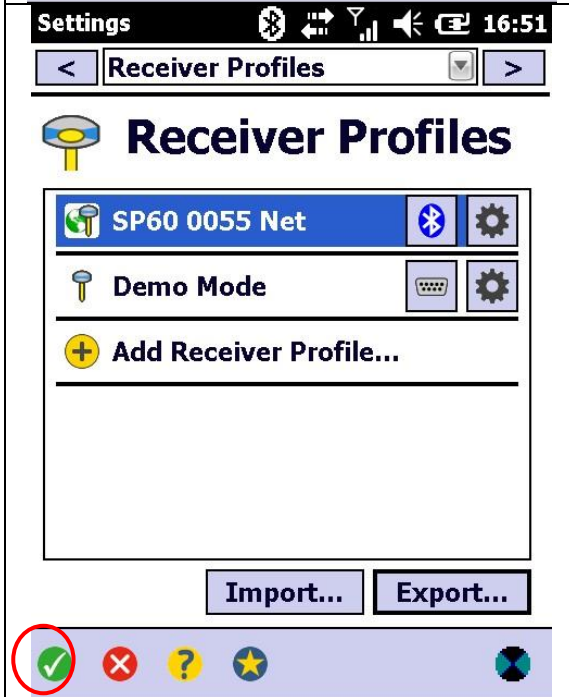 Settings 16:51
< Receiver Profiles >
Receiver Profiles
SP60 0055 Net
Demo Mode
Add Receiver Profile...
Import... Export...
?